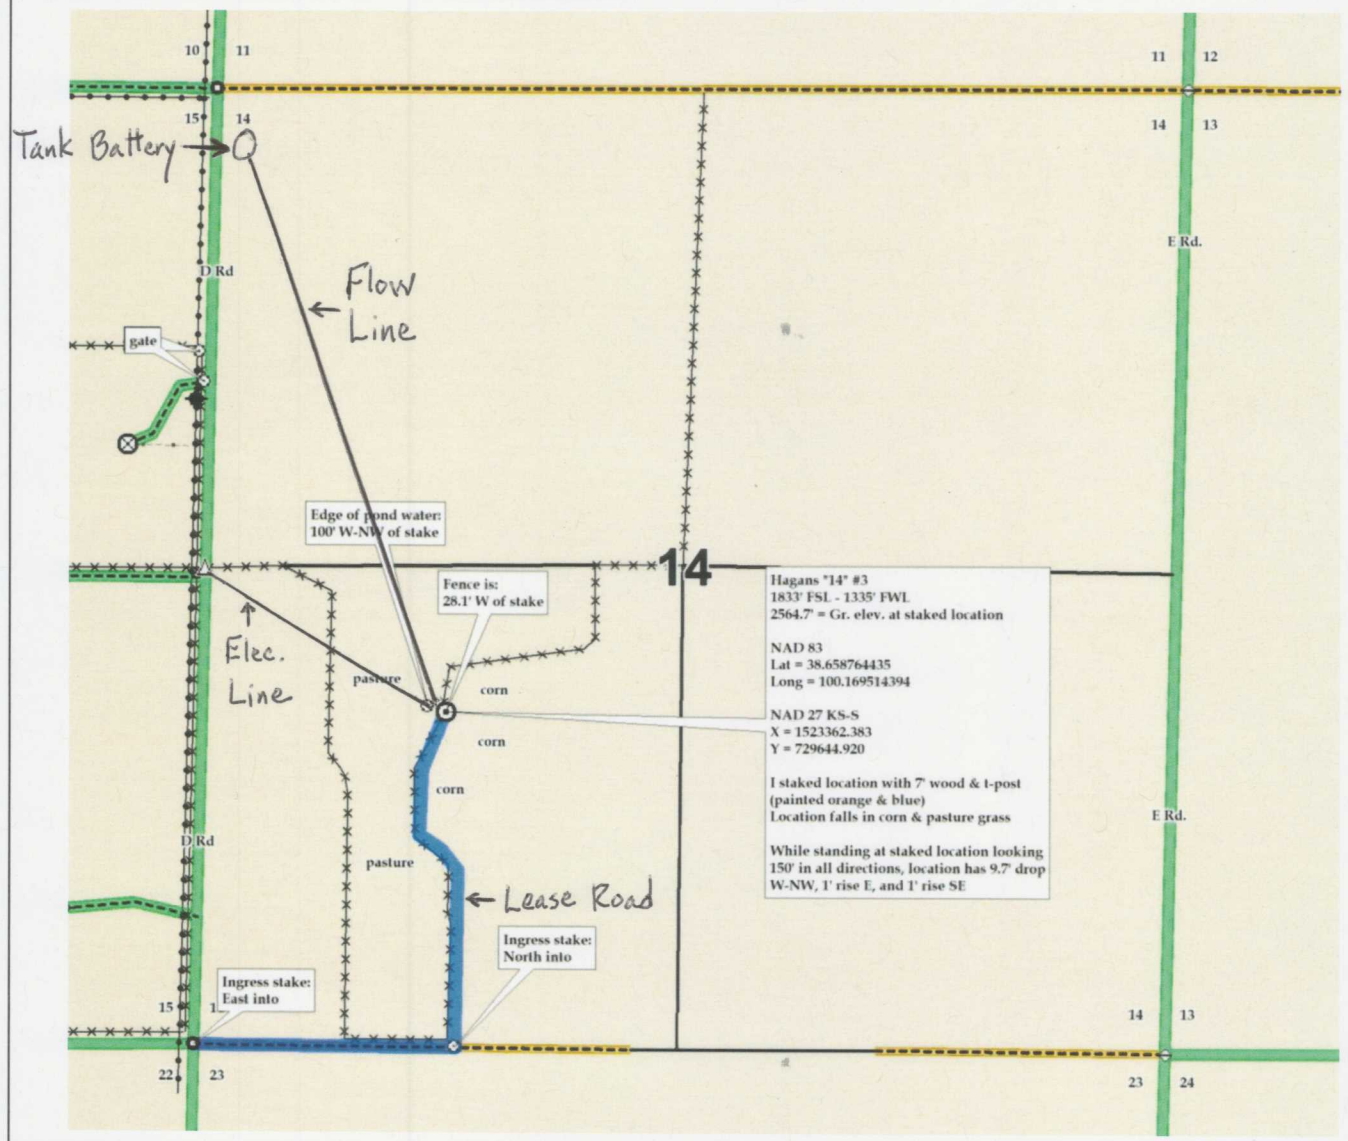 10 11
11 12
15 14
14 13
Tank Battery
D Rd
E Rd.
Flow
Line
gate
Edge of pond water:
100' W-NW of stake
14
Fence is:
28.1' W of stake
Elec.
Line
pasture
corn
corn
corn
pasture
Hagans "14" #3
1833' FSL - 1335' FWL
2564.7' = Gr. elev. at staked location
NAD 83
Lat = 38.658764435
Long = 100.169514394
NAD 27 KS-S
X = 1523362.383
Y = 729644.920
I staked location with 7' wood & t-post
(painted orange & blue)
Location falls in corn & pasture grass
While standing at staked location looking
150' in all directions, location has 9.7' drop
W-NW, 1' rise E, and 1' rise SE
D Rd
E Rd.
Lease Road
Ingress stake:
North into
Ingress stake:
East into
15
14 13
22 23
23 24